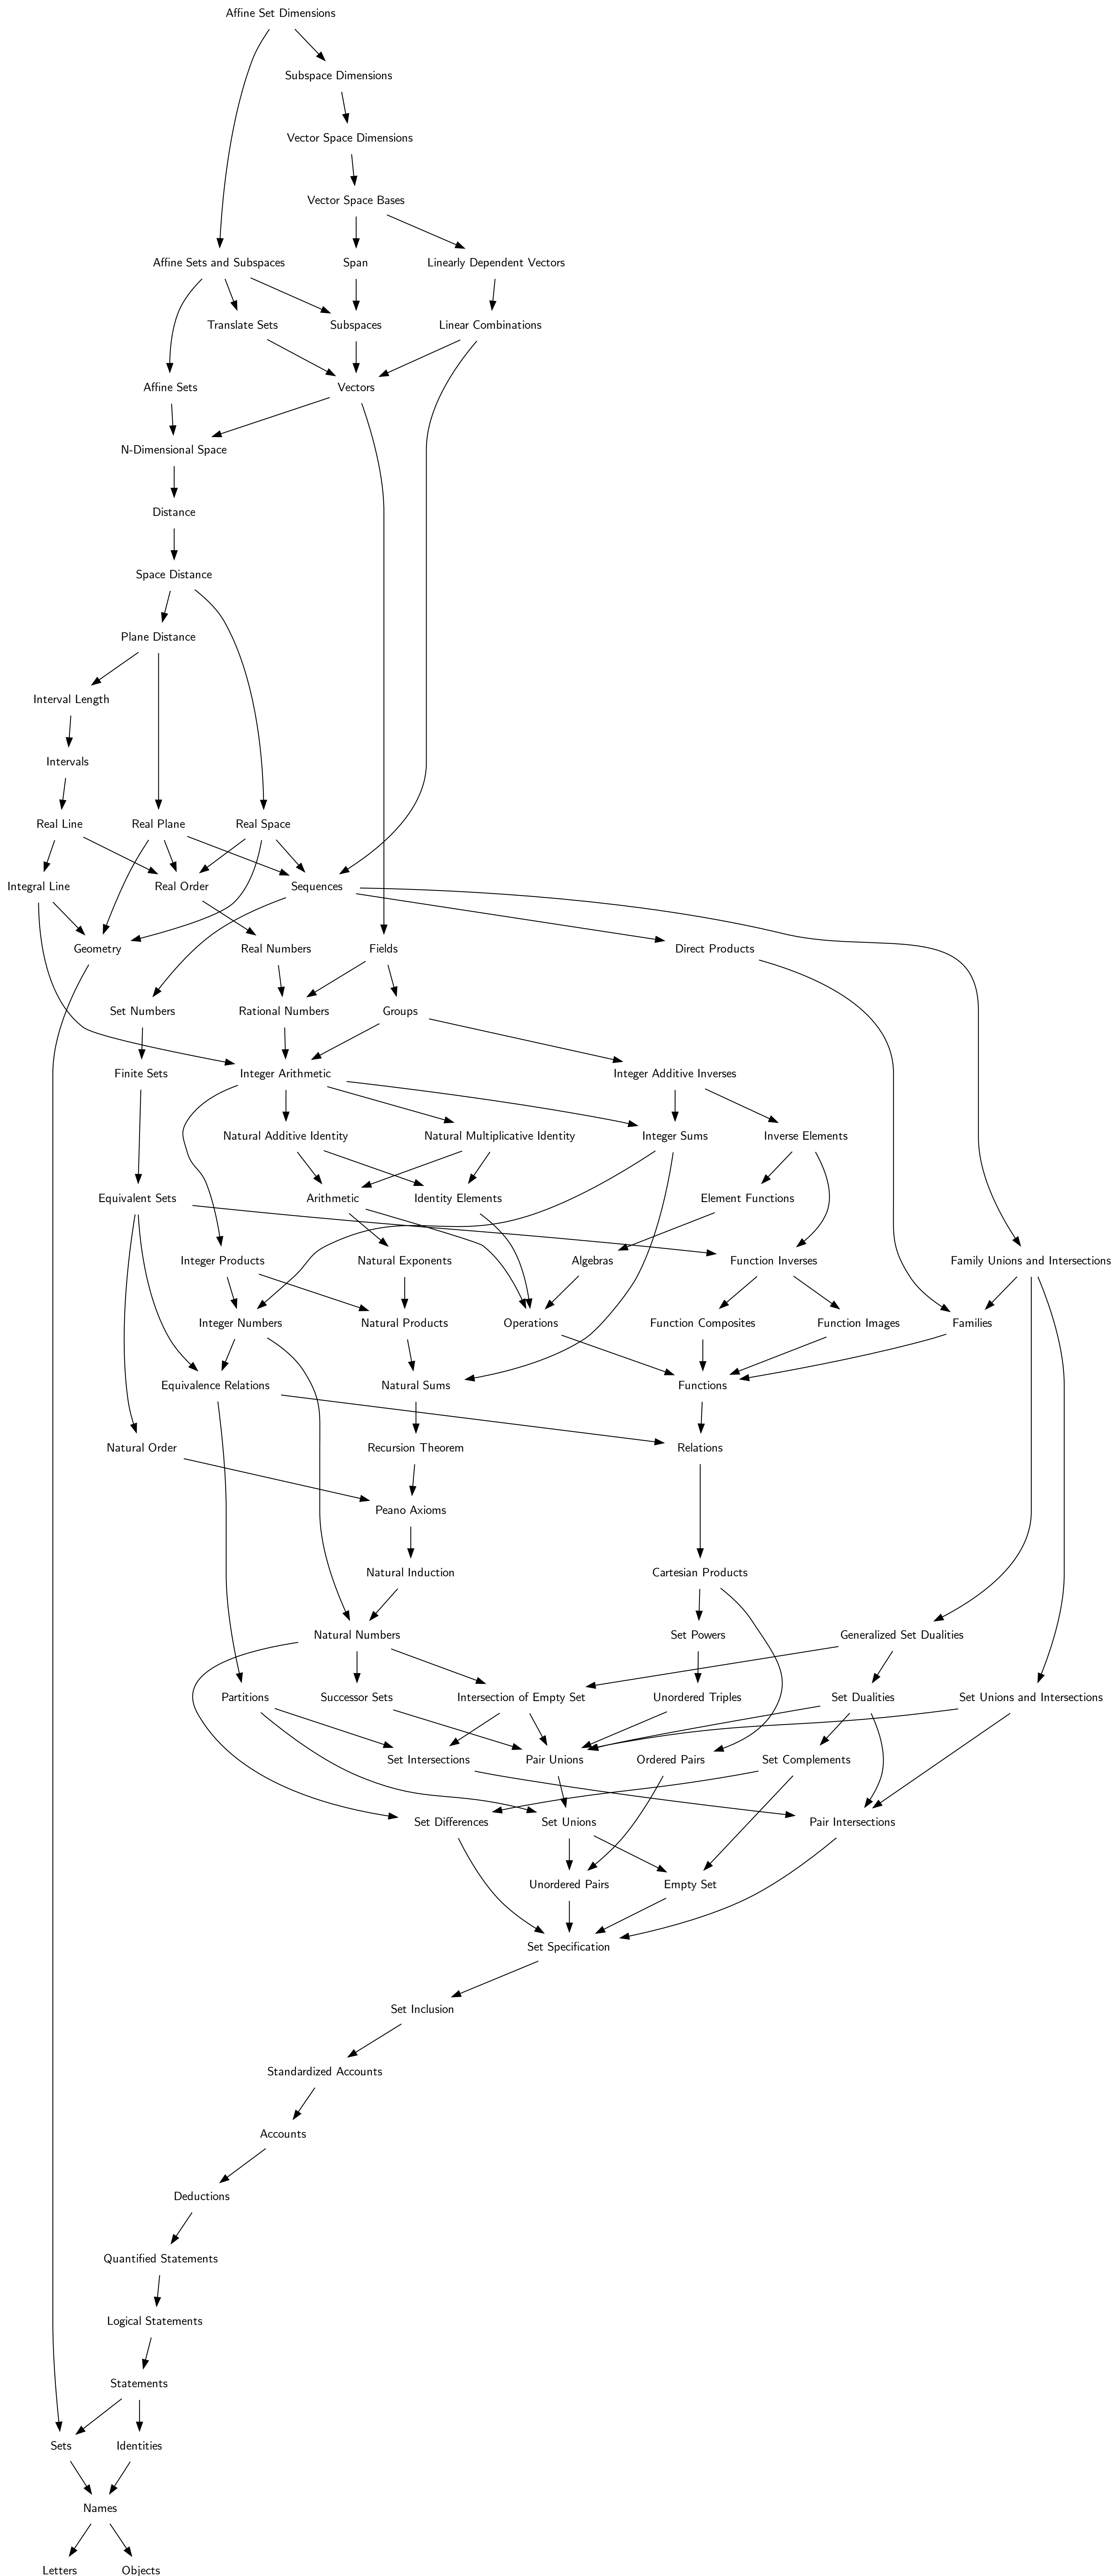 Affine Set Dimensions
Subspace Dimensions
Vector Space Dimensions
Vector Space Bases
Affine Sets and Subspaces
Span
Linearly Dependent Vectors
Translate Sets
Subspaces
Linear Combinations
Affine Sets
Vectors
N-Dimensional Space
Distance
Space Distance
Plane Distance
Interval Length
Intervals
Real Line
Real Plane
Real Space
Integral Line
Real Order
Sequences
Geometry
Real Numbers
Fields
Direct Products
Set Numbers
Rational Numbers
Groups
Finite Sets
Integer Arithmetic
Integer Additive Inverses
Natural Additive Identity
Natural Multiplicative Identity
Integer Sums
Inverse Elements
Equivalent Sets
Arithmetic
Identity Elements
Element Functions
Integer Products
Natural Exponents
Algebras
Function Inverses
Family Unions and Intersections
Integer Numbers
Natural Products
Operations
Function Composites
Function Images
Families
Equivalence Relations
Natural Sums
Functions
Natural Order
Recursion Theorem
Relations
Peano Axioms
Natural Induction
Cartesian Products
Natural Numbers
Set Powers
Generalized Set Dualities
Partitions
Successor Sets
Intersection of Empty Set
Unordered Triples
Set Dualities
Set Unions and Intersections
Set Intersections
Pair Unions
Ordered Pairs
Set Complements
Set Differences
Set Unions
Pair Intersections
Unordered Pairs
Empty Set
Set Specification
Set Inclusion
Standardized Accounts
Accounts
Deductions
Quantified Statements
Logical Statements
Statements
Sets
Identities
Names
Letters
Objects